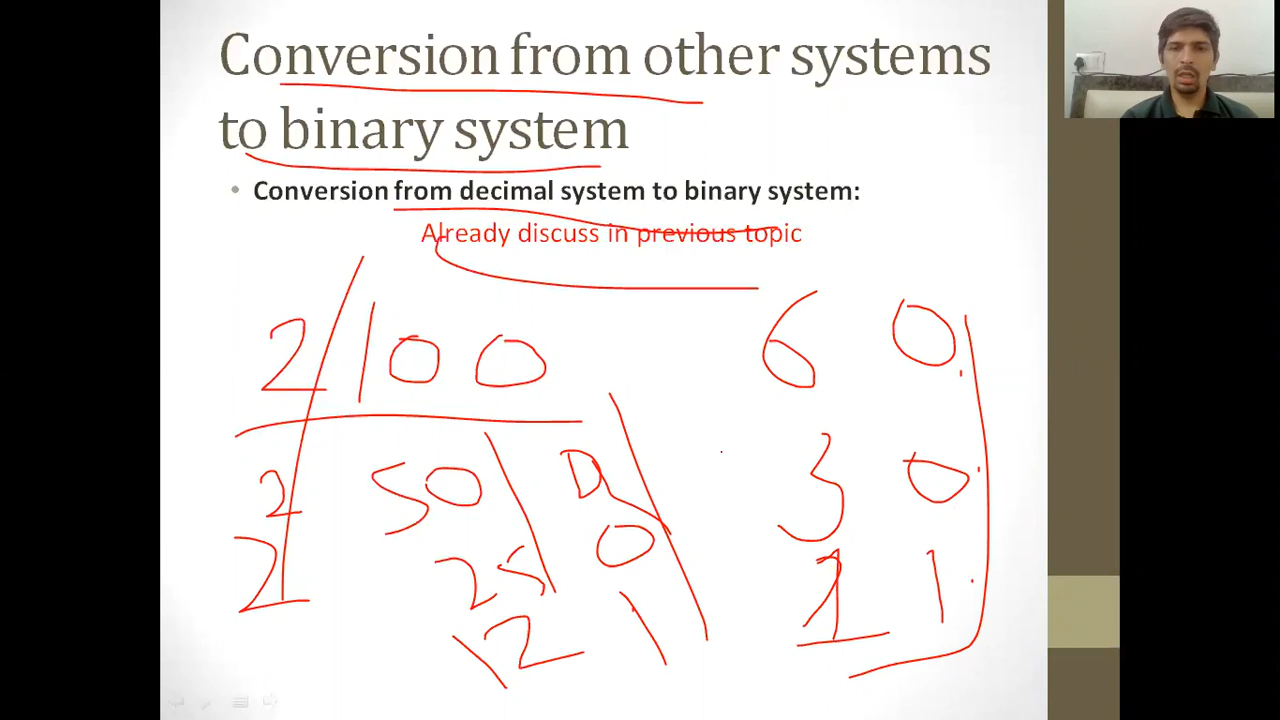 Conversion from other systems
to binary system
• Conversion from decimal system to binary system:
Already discuss in previous topic
2 100 6 0
2 50 0 3 0
2 25 0 1 1
12 1